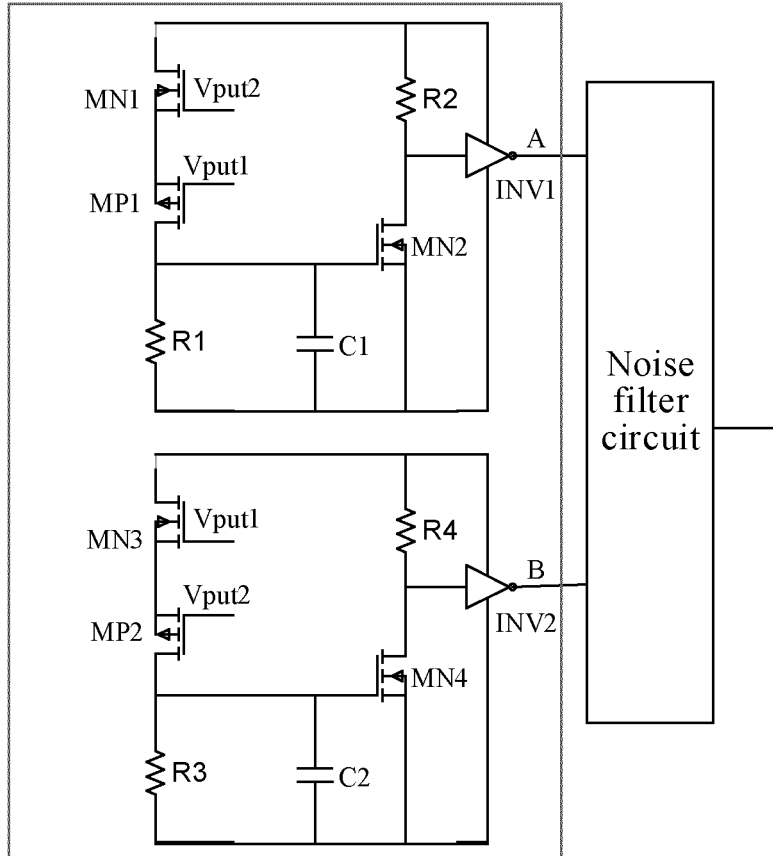 MN1
Vput2
R2
A
INV1
Vput1
MP1
MN2
R1
C1
Noise
filter
circuit
MN3
Vput1
R4
B
INV2
Vput2
MP2
MN4
R3
C2